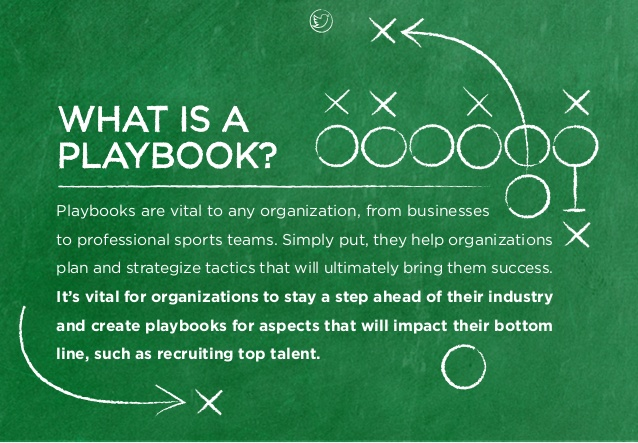 WHAT IS A
PLAYBOOK?
Playbooks are vital to any organization, from businesses
to professional sports teams. Simply put, they help organizations
plan and strategize tactics that will ultimately bring them success.
It’s vital for organizations to stay a step ahead of their industry
and create playbooks for aspects that will impact their bottom
line, such as recruiting top talent.